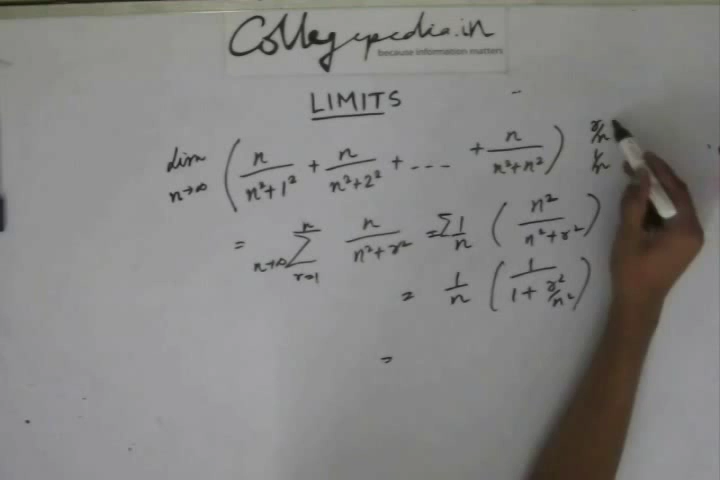 Collegepedia.in
because information matters
LIMITS
lim n→∞ ( n/(n²+1²) + n/(n²+2²) + ---- + n/(n²+n²) ) r/n 1/n
= n→∞ ∑ r=1 n n/(n²+r²) = ∑ 1/n ( n²/(n²+r²) )
= 1/n ( 1/(1+r²/n²) )
=